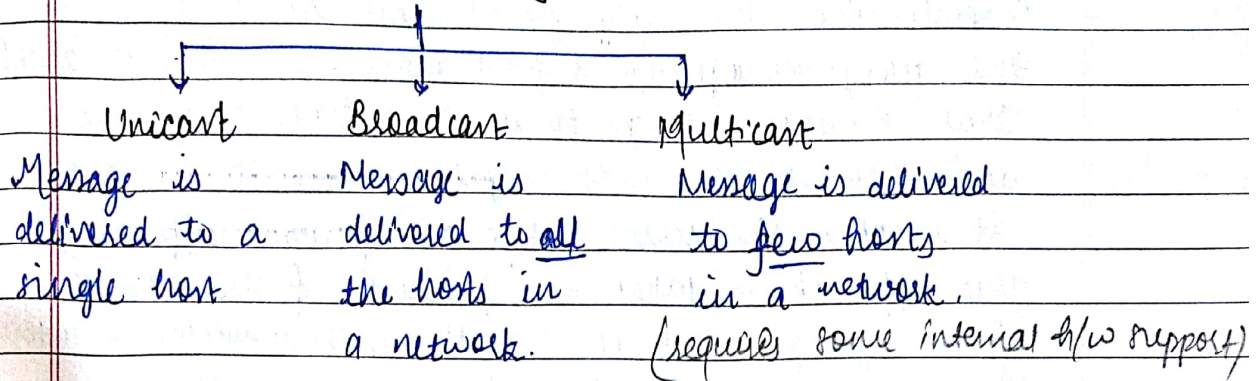 Unicast Broadcast Multicast
Message is Message is Message is delivered
delivered to a delivered to all to few hosts
single host the hosts in in a network.
a network. (requires some internal h/w support)